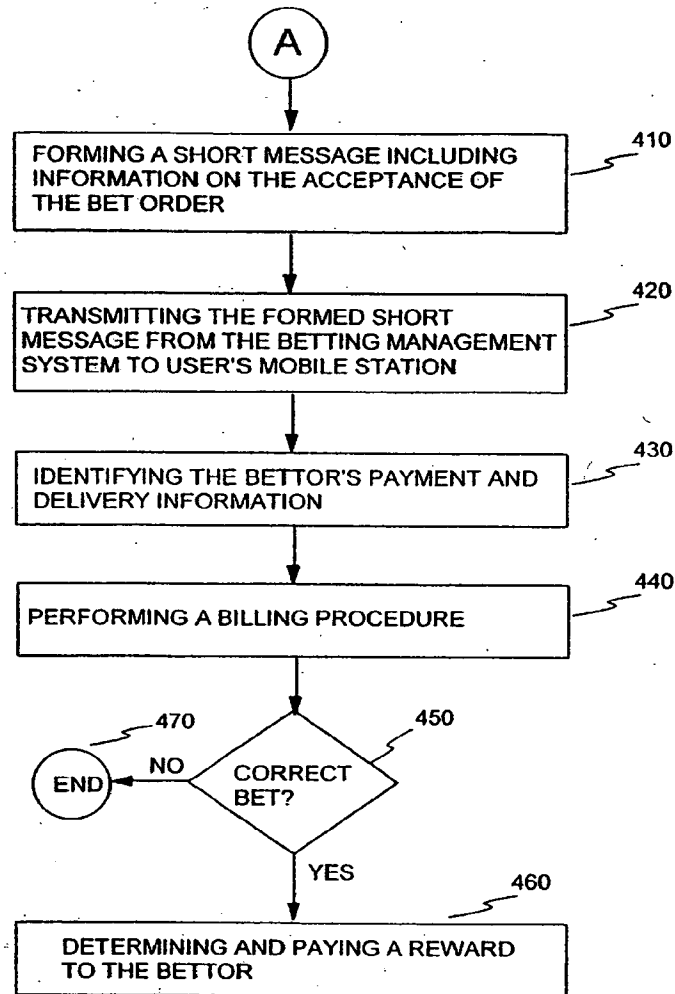 A
410
FORMING A SHORT MESSAGE INCLUDING
INFORMATION ON THE ACCEPTANCE OF
THE BET ORDER
420
TRANSMITTING THE FORMED SHORT
MESSAGE FROM THE BETTING MANAGEMENT
SYSTEM TO USER'S MOBILE STATION
430
IDENTIFYING THE BETTOR'S PAYMENT AND
DELIVERY INFORMATION
440
PERFORMING A BILLING PROCEDURE
470
450
END
NO
CORRECT
BET?
YES
460
DETERMINING AND PAYING A REWARD
TO THE BETTOR